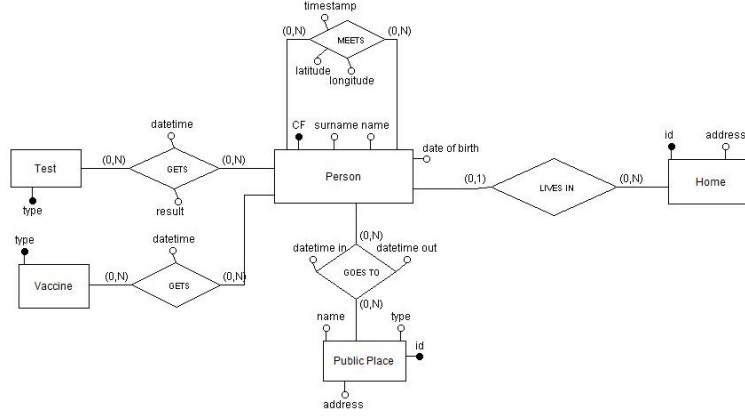 timestamp
(0,N) (0,N)
MEETS
latitude
longitude
datetime CF surname name
date of birth id address
Test (0,N) GETS (0,N) Person (0,1) LIVES IN (0,N) Home
type result
type datetime (0,N)
datetime in datetime out
Vaccine (0,N) GETS (0,N) GOES TO
(0,N)
name type
id
Public Place
address